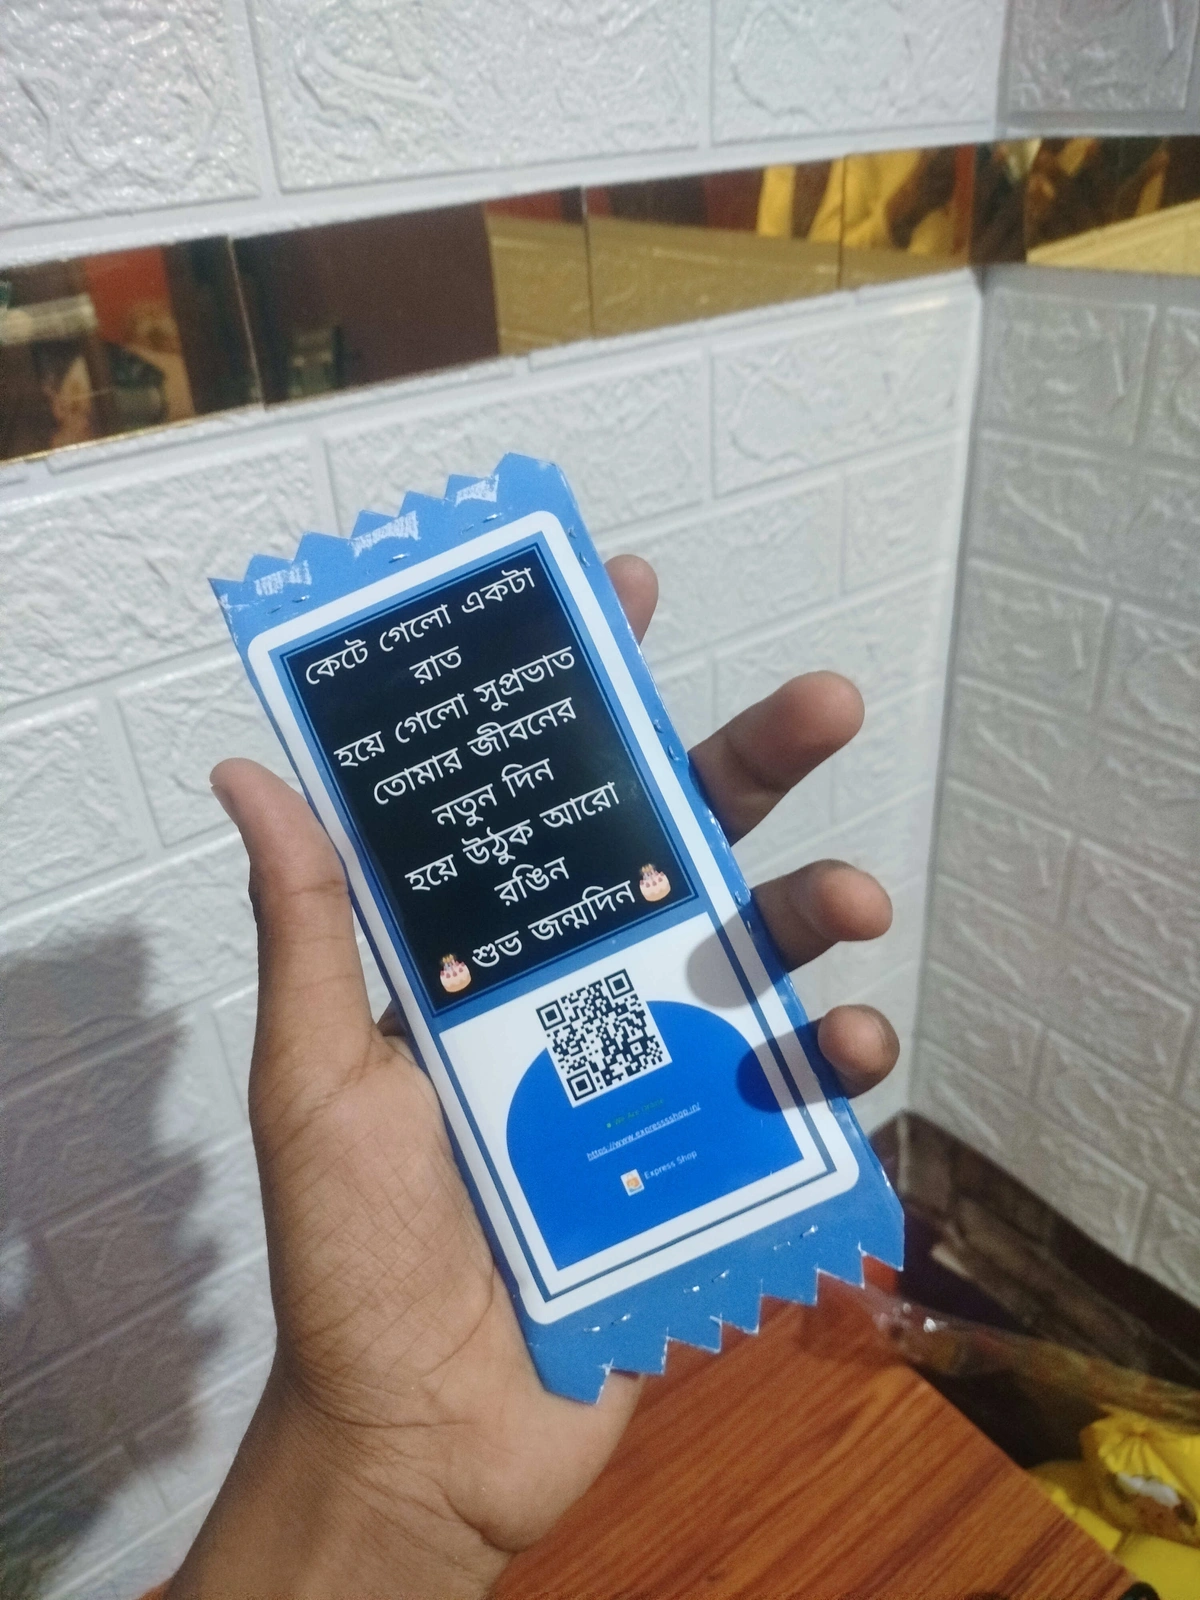 কেটে গেলো একটা
রাত
হয়ে গেলো সুপ্রভাত
তোমার জীবনের
নতুন দিন
হয়ে উঠুক আরো
রঙিন
🎂শুভ জন্মদিন🎂
https://www.expressshop.in/
Express Shop